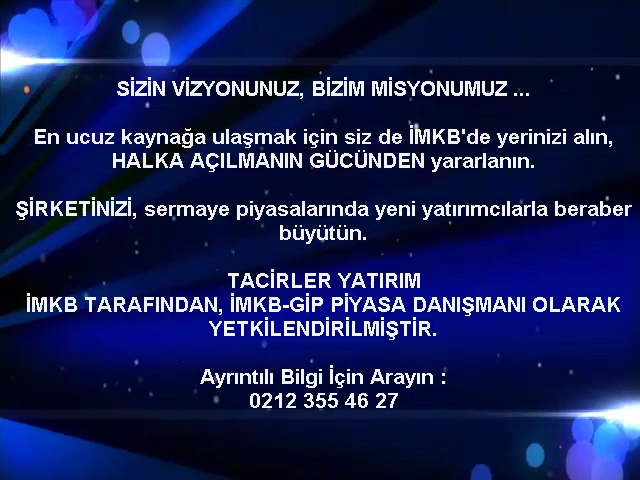 SİZİN VİZYONUNUZ, BİZİM MİSYONUMUZ ...
En ucuz kaynağa ulaşmak için siz de İMKB'de yerinizi alın,
HALKA AÇILMANIN GÜCÜNDEN yararlanın.
ŞİRKETİNİZİ, sermaye piyasalarında yeni yatırımcılarla beraber
büyütün.
TACİRLER YATIRIM
İMKB TARAFINDAN, İMKB-GİP PİYASA DANIŞMANI OLARAK
YETKİLENDİRİLMİŞTİR.
Ayrıntılı Bilgi İçin Arayın :
0212 355 46 27